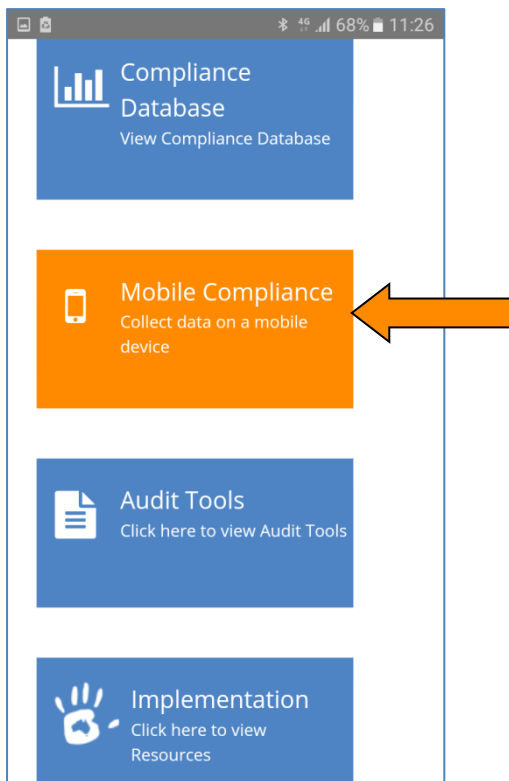 4G 68% 11:26
Compliance
Database
View Compliance Database
Mobile Compliance
Collect data on a mobile
device
Audit Tools
Click here to view Audit Tools
Implementation
Click here to view
Resources